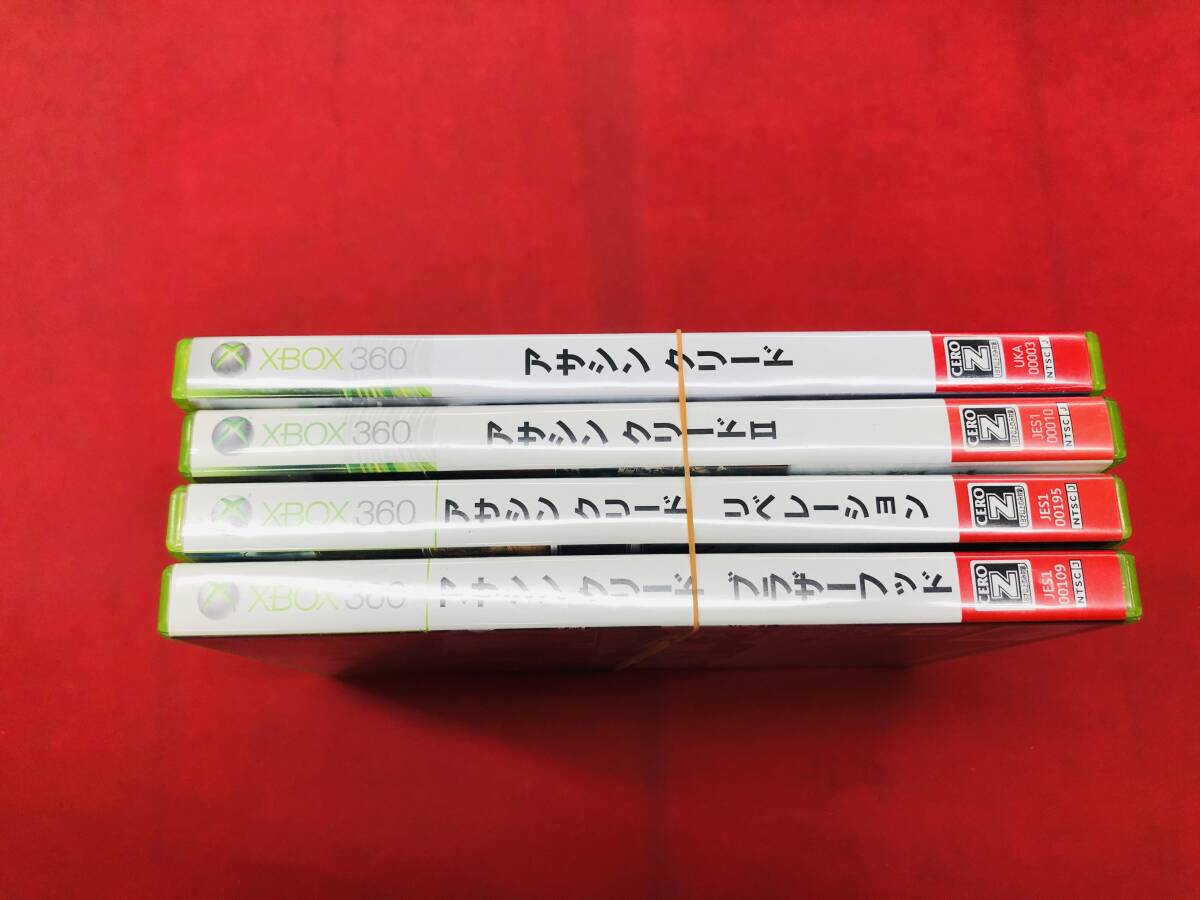 XBOX 360 アサシン クリード CERO Z UKA 00003 NTSC J
XBOX 360 アサシン クリードII CERO Z JES1 00010 NTSC J
XBOX 360 アサシン クリード リベレーション CERO Z JES1 00195 NTSC J
XBOX 360 アサシン クリード ブラザーフッド CERO Z JES1 00109 NTSC J